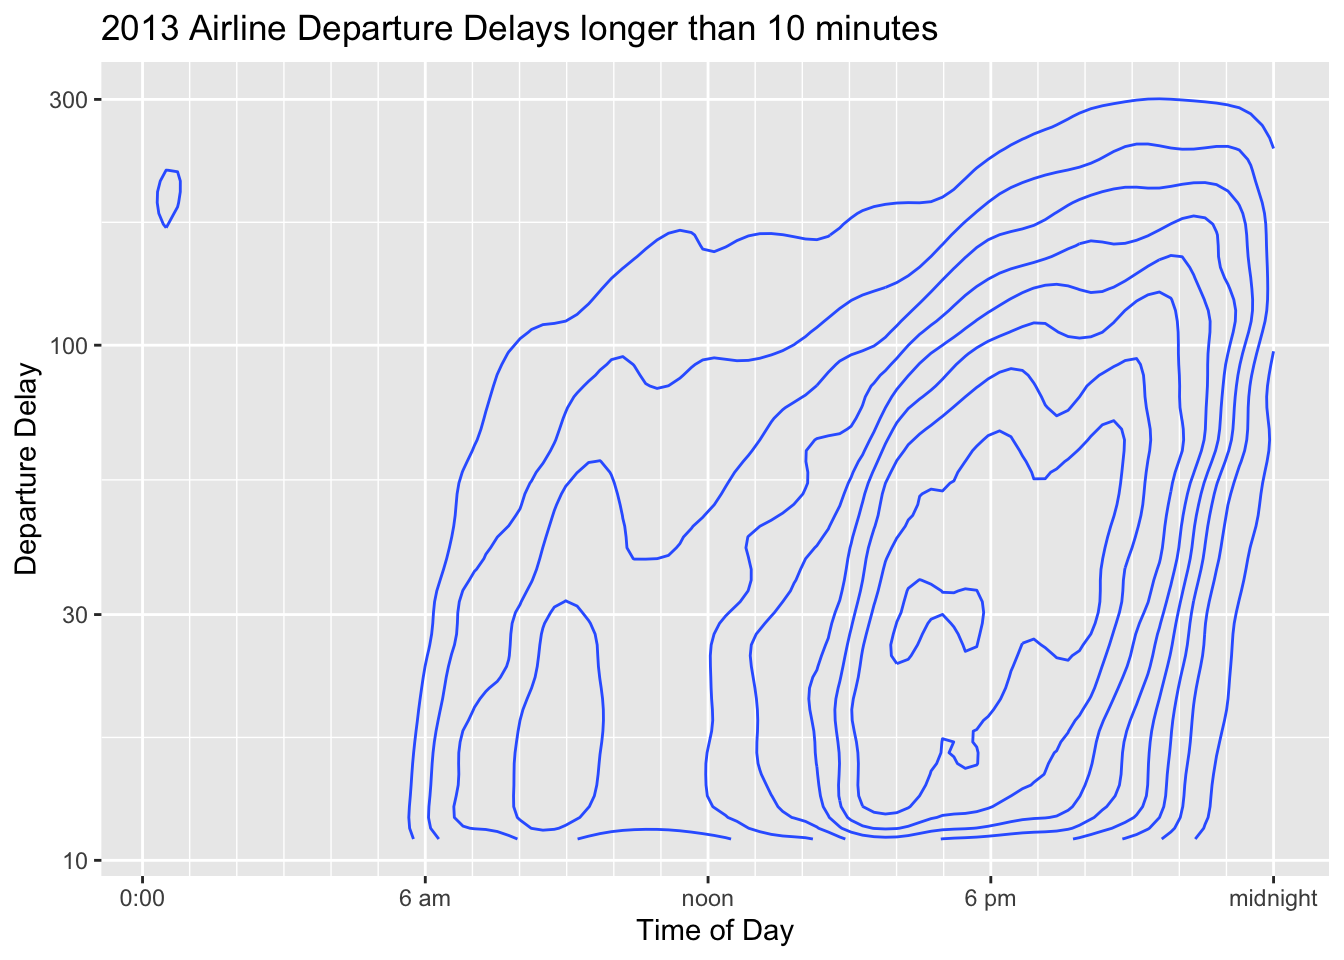 2013 Airline Departure Delays longer than 10 minutes
300
100
30
10
Departure Delay
0:00 6 am noon 6 pm midnight
Time of Day